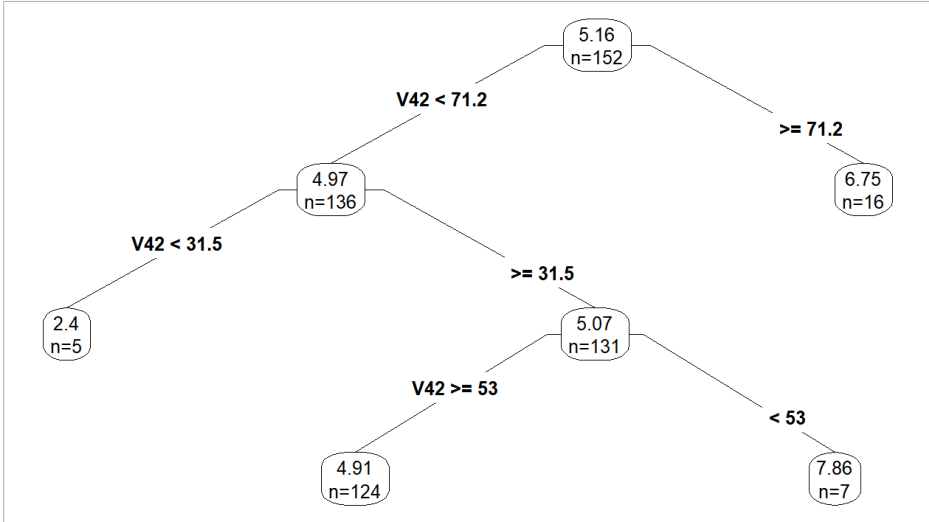 5.16
n=152
V42 < 71.2
>= 71.2
4.97
n=136
6.75
n=16
V42 < 31.5
>= 31.5
2.4
n=5
5.07
n=131
V42 >= 53
< 53
4.91
n=124
7.86
n=7